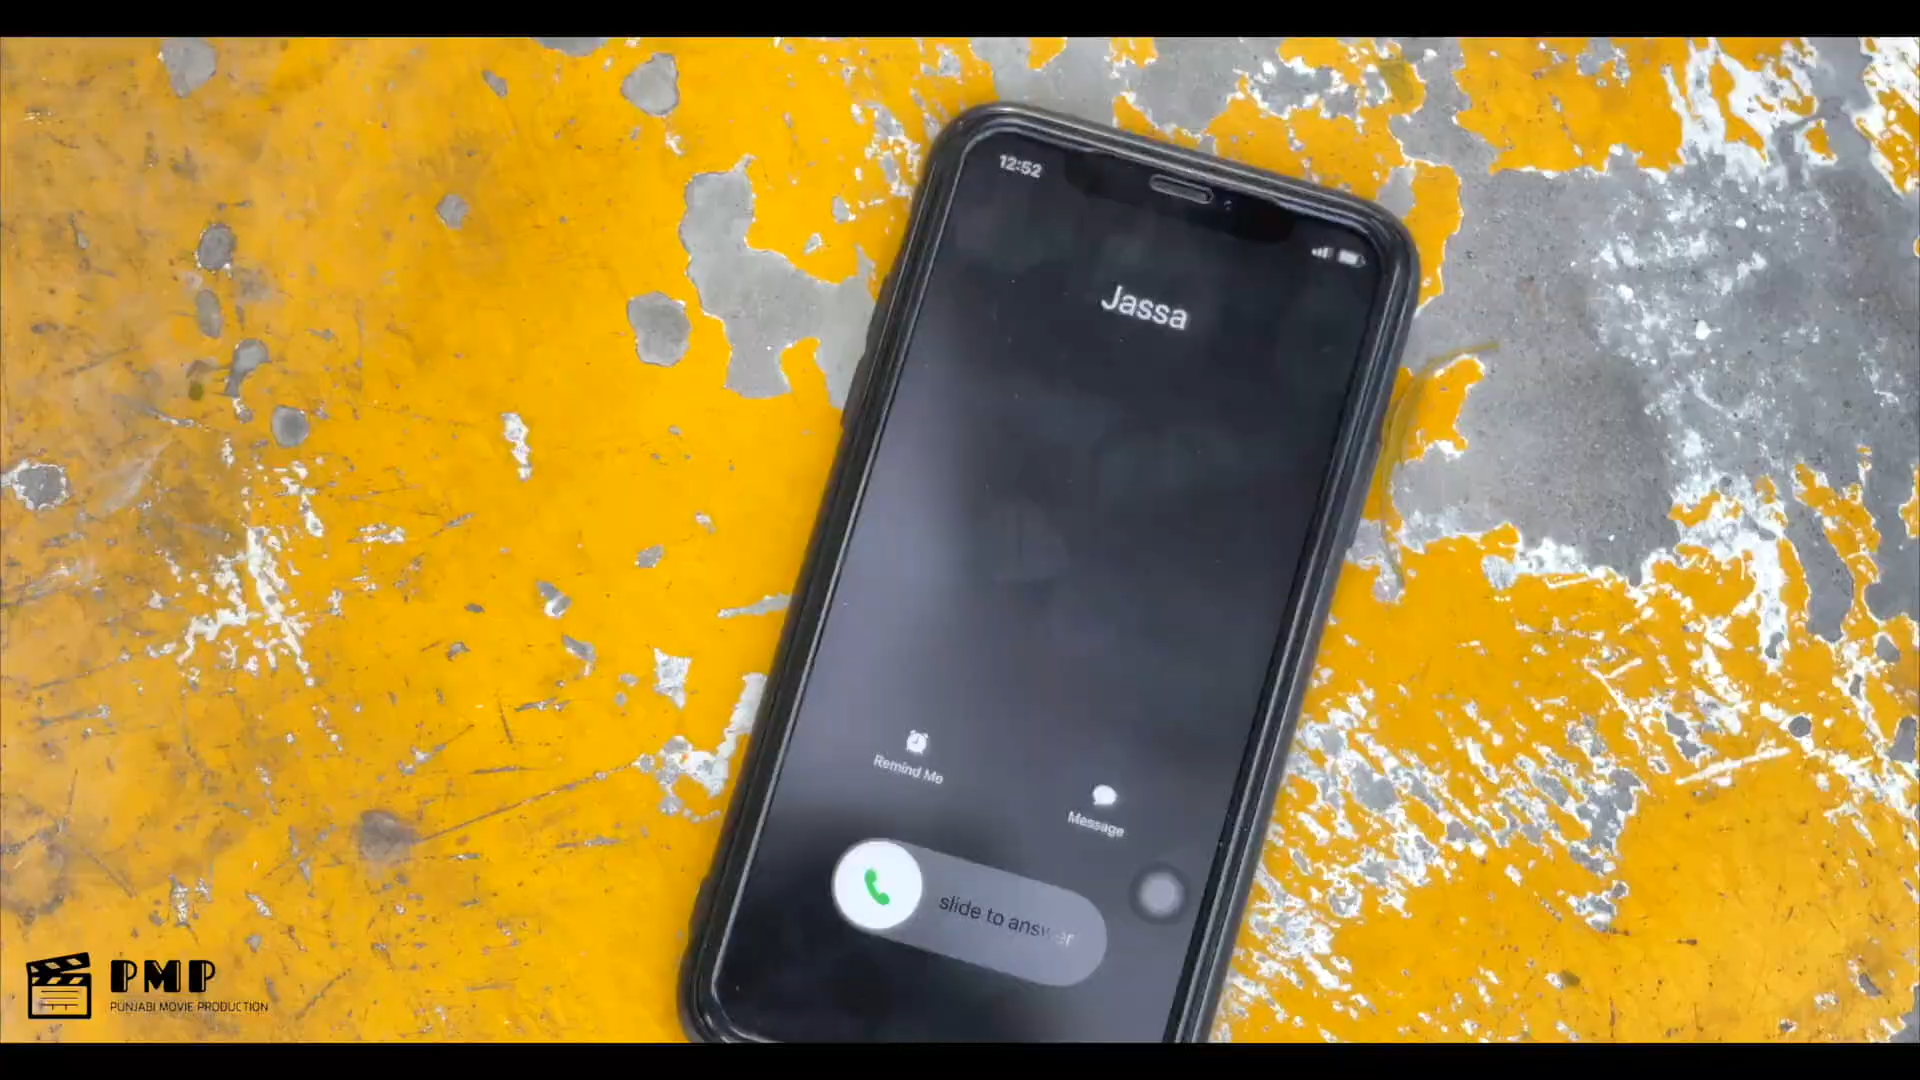 12:52
Jassa
Remind Me
Message
slide to answer
PMP
PUNJABI MOVIE PRODUCTION